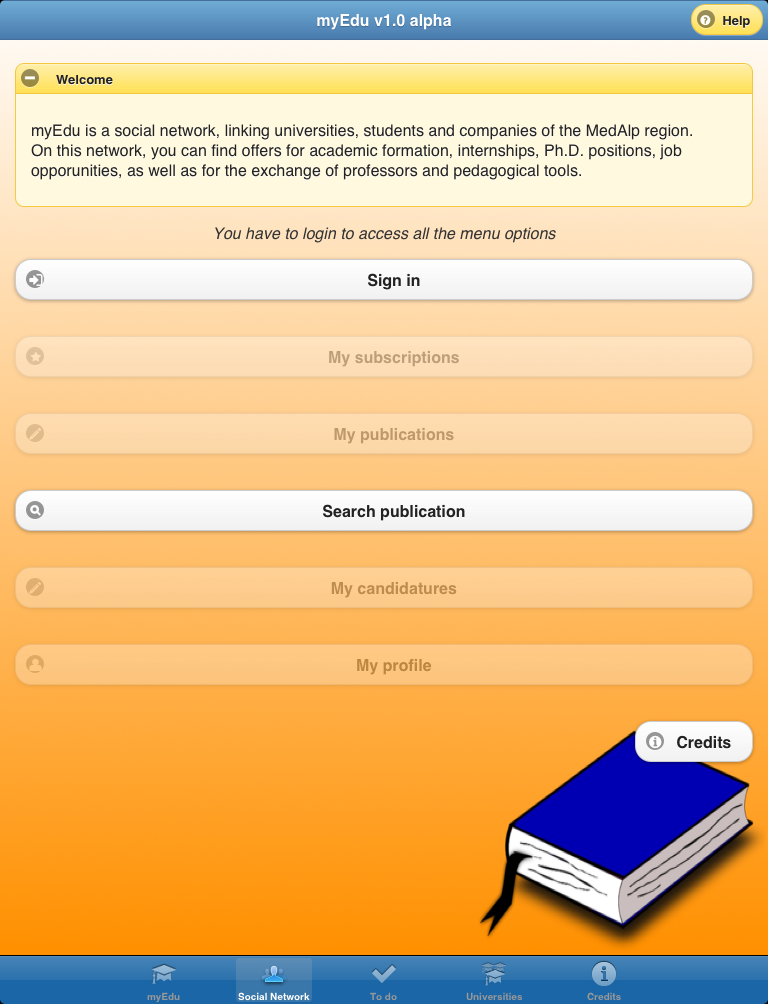 myEdu v1.0 alpha
Help
Welcome
myEdu is a social network, linking universities, students and companies of the MedAlp region.
On this network, you can find offers for academic formation, internships, Ph.D. positions, job
opporunities, as well as for the exchange of professors and pedagogical tools.
You have to login to access all the menu options
Sign in
My subscriptions
My publications
Search publication
My candidatures
My profile
Credits
myEdu
Social Network
To do
Universities
Credits